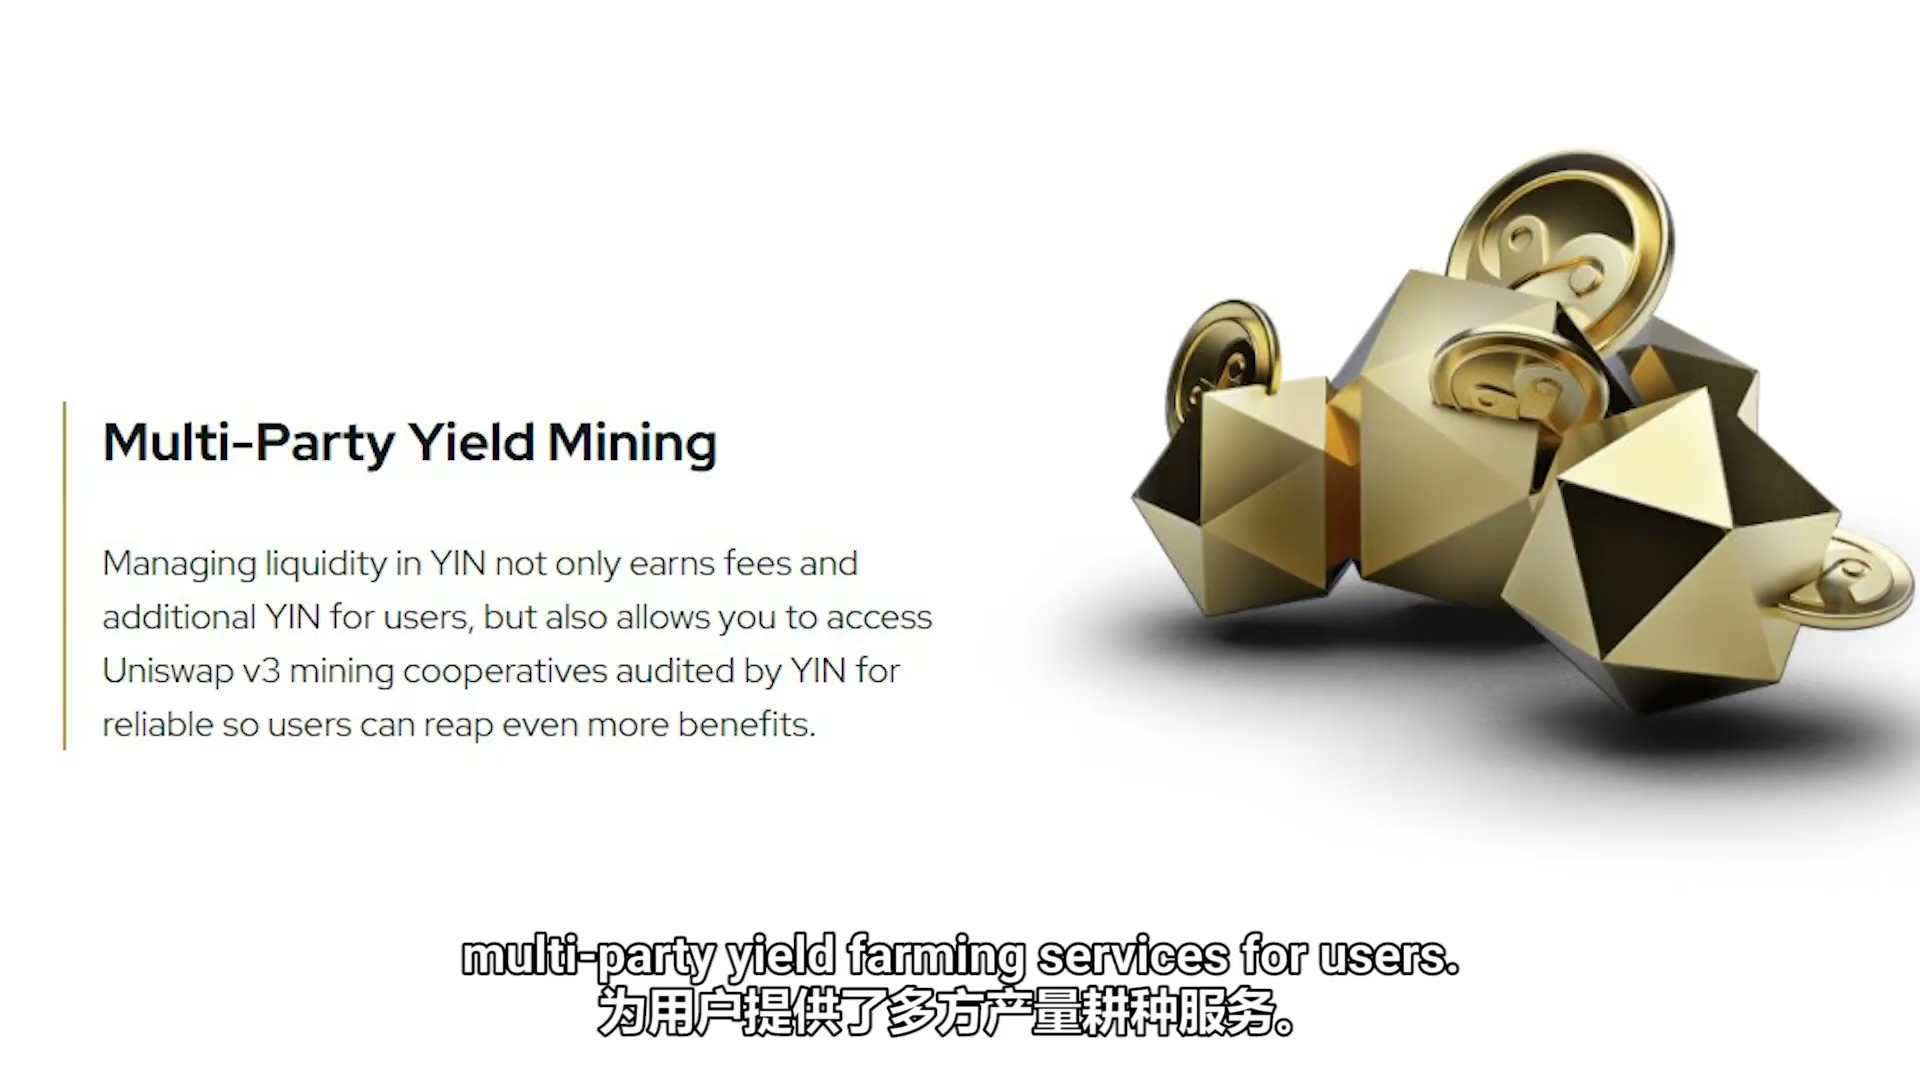 Multi-Party Yield Mining
Managing liquidity in YIN not only earns fees and
additional YIN for users, but also allows you to access
Uniswap v3 mining cooperatives audited by YIN for
reliable so users can reap even more benefits.
multi-party yield farming services for users.
为用户提供了多方产量耕种服务。